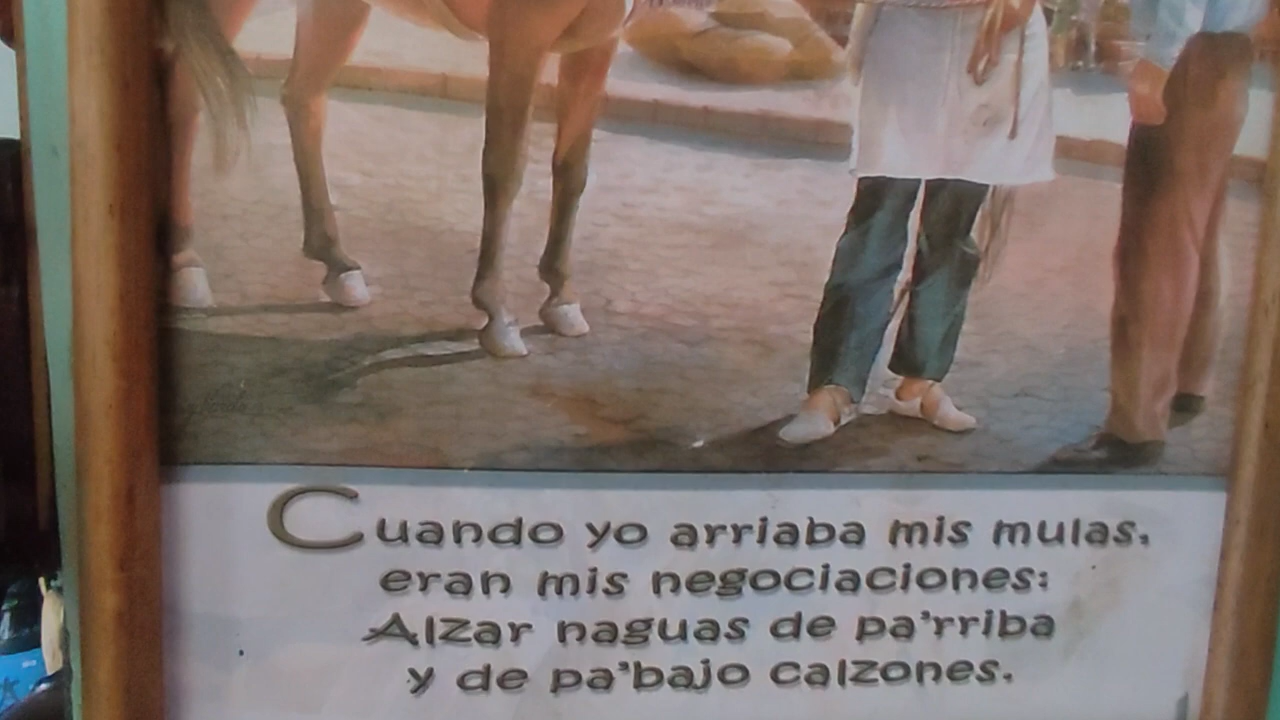 Cuando yo arriaba mis mulas,
eran mis negociaciones:
Alzar naguas de pa'rriba
y de pa'bajo calzones.